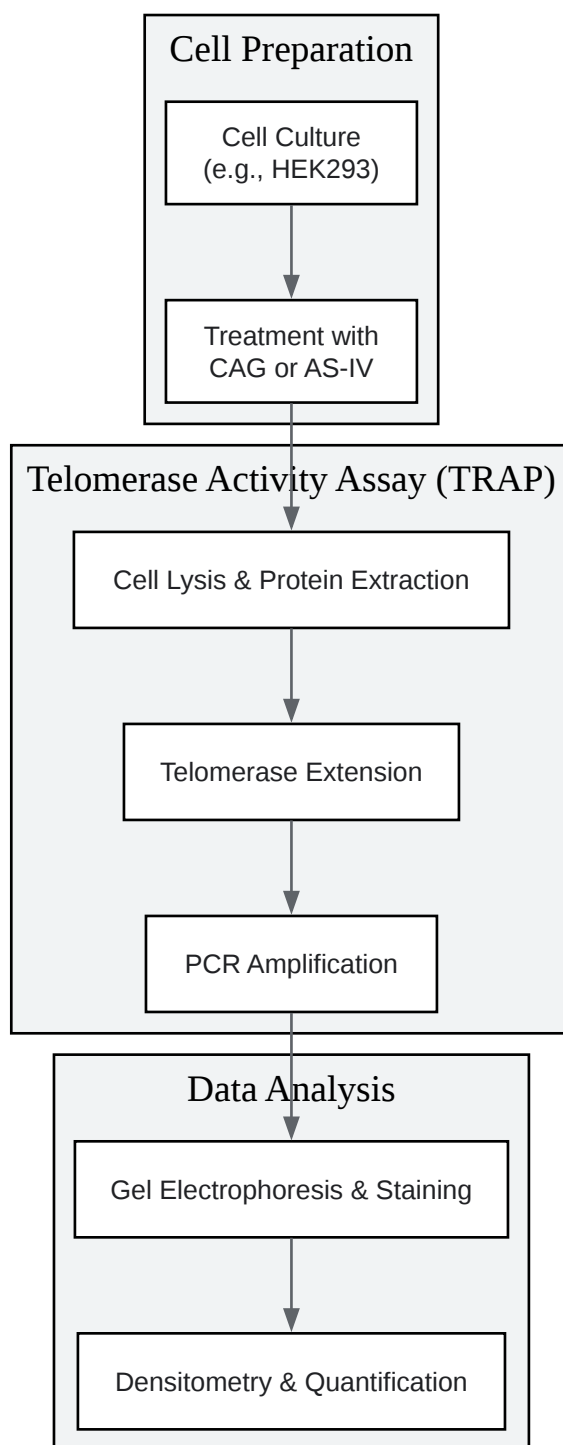 Cell Preparation
Cell Culture
(e.g., HEK293)
Treatment with
CAG or AS-IV
Telomerase Activity Assay (TRAP)
Cell Lysis & Protein Extraction
Telomerase Extension
PCR Amplification
Data Analysis
Gel Electrophoresis & Staining
Densitometry & Quantification